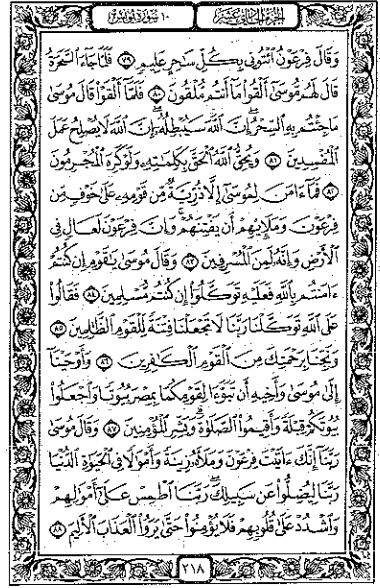 الجزء الحادي عشر
١٠ سورة يونس
وَقَالَ فِرْعَوْنُ ٱئْتُونِى بِكُلِّ سَٰحِرٍ عَلِيمٍ ٧٩ فَلَمَّا جَآءَ ٱلسَّحَرَةُ
قَالَ لَهُم مُّوسَىٰٓ أَلْقُوا۟ مَآ أَنتُم مُّلْقُونَ ٨٠ فَلَمَّآ أَلْقَوْا۟ قَالَ مُوسَىٰ
مَا جِئْتُم بِهِ ٱلسِّحْرُ إِنَّ ٱللَّهَ سَيُبْطِلُهُۥٓ إِنَّ ٱللَّهَ لَا يُصْلِحُ عَمَلَ
ٱلْمُفْسِدِينَ ٨١ وَيُحِقُّ ٱللَّهُ ٱلْحَقَّ بِكَلِمَٰتِهِۦ وَلَوْ كَرِهَ ٱلْمُجْرِمُونَ
٨٢ فَمَآ ءَامَنَ لِمُوسَىٰٓ إِلَّا ذُرِّيَّةٌ مِّن قَوْمِهِۦ عَلَىٰ خَوْفٍ مِّن
فِرْعَوْنَ وَمَلَإِي۟هِمْ أَن يَفْتِنَهُمْ وَإِنَّ فِرْعَوْنَ لَعَالٍ فِى
ٱلْأَرْضِ وَإِنَّهُۥ لَمِنَ ٱلْمُسْرِفِينَ ٨٣ وَقَالَ مُوسَىٰ يَٰقَوْمِ إِن كُنتُمْ
ءَامَنتُم بِٱللَّهِ فَعَلَيْهِ تَوَكَّلُوٓا۟ إِن كُنتُم مُّسْلِمِينَ ٨٤ فَقَالُوا۟
عَلَى ٱللَّهِ تَوَكَّلْنَا رَبَّنَا لَا تَجْعَلْنَا فِتْنَةً لِّلْقَوْمِ ٱلظَّٰلِمِينَ ٨٥
وَنَجِّنَا بِرَحْمَتِكَ مِنَ ٱلْقَوْمِ ٱلْكَٰفِرِينَ ٨٦ وَأَوْحَيْنَآ
إِلَىٰ مُوسَىٰ وَأَخِيهِ أَن تَبَوَّءَا لِقَوْمِكُمَا بِمِصْرَ بُيُوتًا وَٱجْعَلُوا۟
بُيُوتَكُمْ قِبْلَةً وَأَقِيمُوا۟ ٱلصَّلَوٰةَ وَبَشِّرِ ٱلْمُؤْمِنِينَ ٨٧ وَقَالَ مُوسَىٰ
رَبَّنَآ إِنَّكَ ءَاتَيْتَ فِرْعَوْنَ وَمَلَأَهُۥ زِينَةً وَأَمْوَٰلًا فِى ٱلْحَيَوٰةِ ٱلدُّنْيَا
رَبَّنَا لِيُضِلُّوا۟ عَن سَبِيلِكَ رَبَّنَا ٱطْمِسْ عَلَىٰٓ أَمْوَٰلِهِمْ
وَٱشْدُدْ عَلَىٰ قُلُوبِهِمْ فَلَا يُؤْمِنُوا۟ حَتَّىٰ يَرَوُا۟ ٱلْعَذَابَ ٱلْأَلِيمَ ٨٨
٢١٨